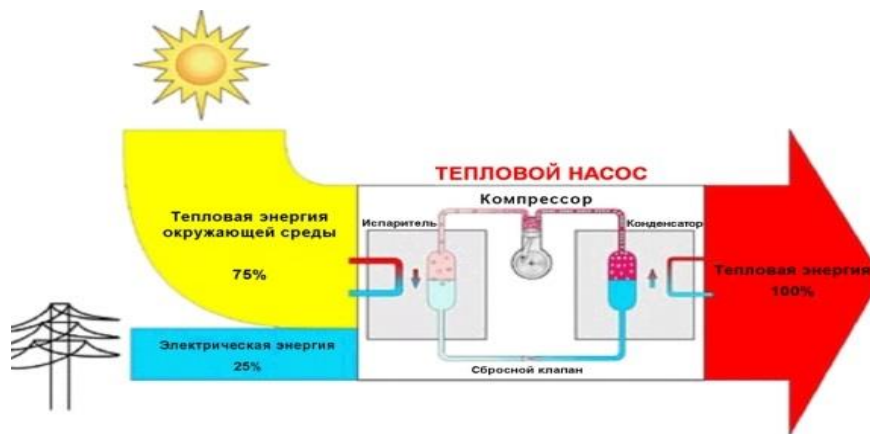 ТЕПЛОВОЙ НАСОС
Компрессор
Испаритель
Конденсатор
Тепловая энергия
окружающей среды
75%
Тепловая энергия
100%
Электрическая энергия
25%
Сбросной клапан